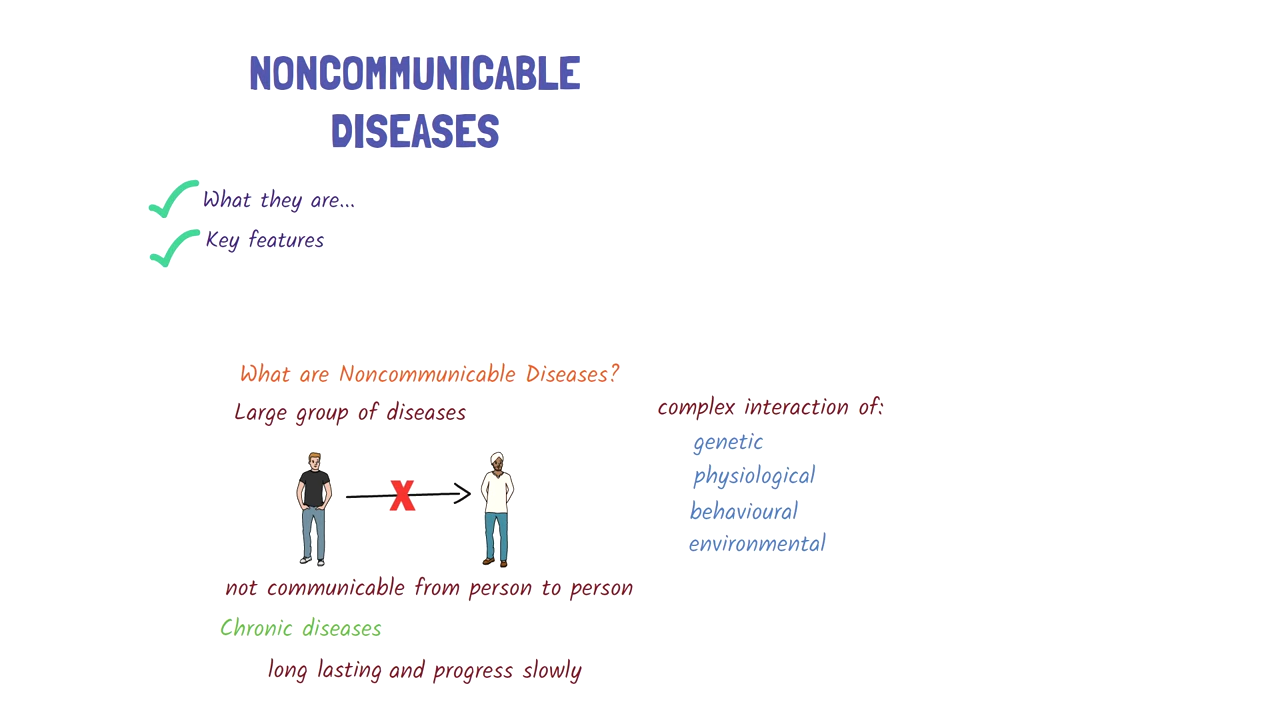 NONCOMMUNICABLE
DISEASES
What they are...
Key features
What are Noncommunicable Diseases?
Large group of diseases
X
not communicable from person to person
Chronic diseases
long lasting and progress slowly
complex interaction of:
genetic
physiological
behavioural
environmental